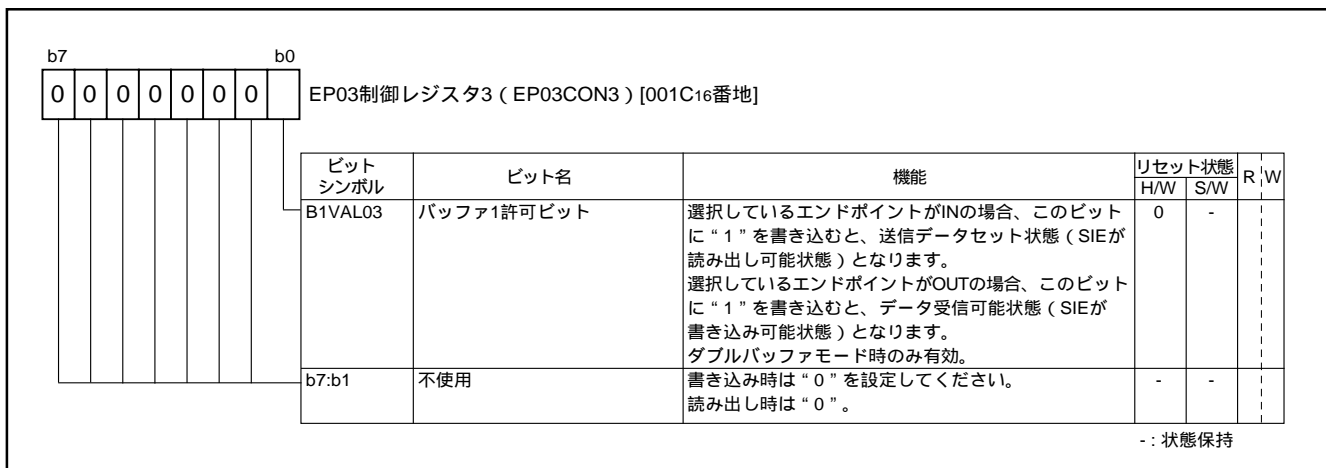 b7 b0
0 0 0 0 0 0 0
EP03制御レジスタ3（EP03CON3）[001C16番地]
ビット
シンボル
ビット名
機能
リセット状態
H/W S/W
R W
B1VAL03 バッファ1許可ビット 選択しているエンドポイントがINの場合、このビット 0 -
に“1”を書き込むと、送信データセット状態（SIEが
読み出し可能状態）となります。
選択しているエンドポイントがOUTの場合、このビット
に“1”を書き込むと、データ受信可能状態（SIEが
書き込み可能状態）となります。
ダブルバッファモード時のみ有効。
b7:b1 不使用 書き込み時は“0”を設定してください。 - -
読み出し時は“0”。
- : 状態保持